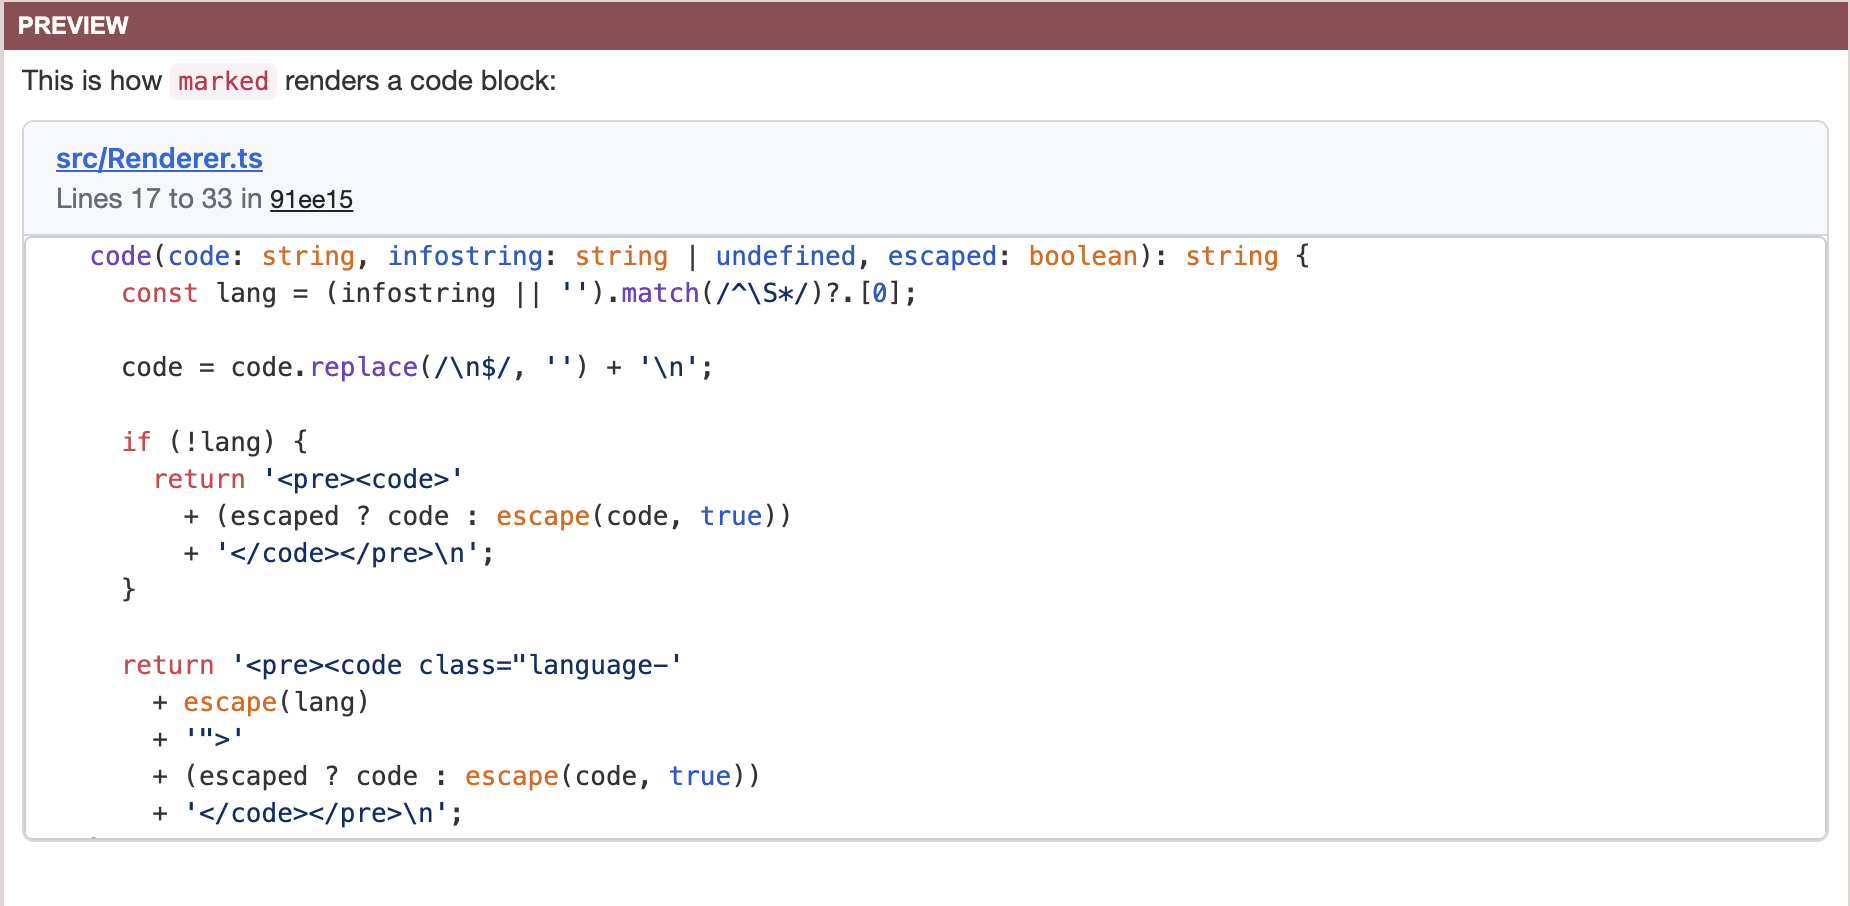 PREVIEW
This is how marked renders a code block:
src/Renderer.ts
Lines 17 to 33 in 91ee15
code(code: string, infostring: string | undefined, escaped: boolean): string {
  const lang = (infostring || '').match(/^\S*/)?.[0];

  code = code.replace(/\n$/, '') + '\n';

  if (!lang) {
    return '<pre><code>'
      + (escaped ? code : escape(code, true))
      + '</code></pre>\n';
  }

  return '<pre><code class="language-'
    + escape(lang)
    + '">'
    + (escaped ? code : escape(code, true))
    + '</code></pre>\n';